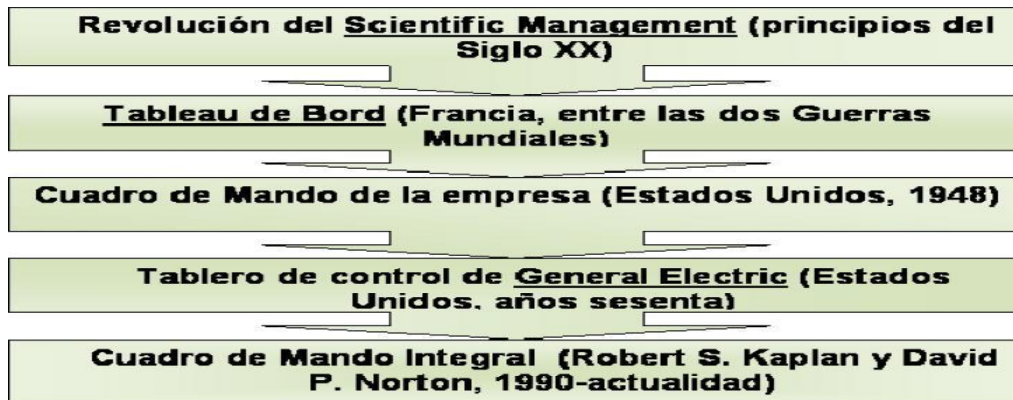 Revolución del Scientific Management (principios del
Siglo XX)
Tableau de Bord (Francia, entre las dos Guerras
Mundiales)
Cuadro de Mando de la empresa (Estados Unidos, 1948)
Tablero de control de General Electric (Estados
Unidos, años sesenta)
Cuadro de Mando Integral (Robert S. Kaplan y David
P. Norton, 1990-actualidad)